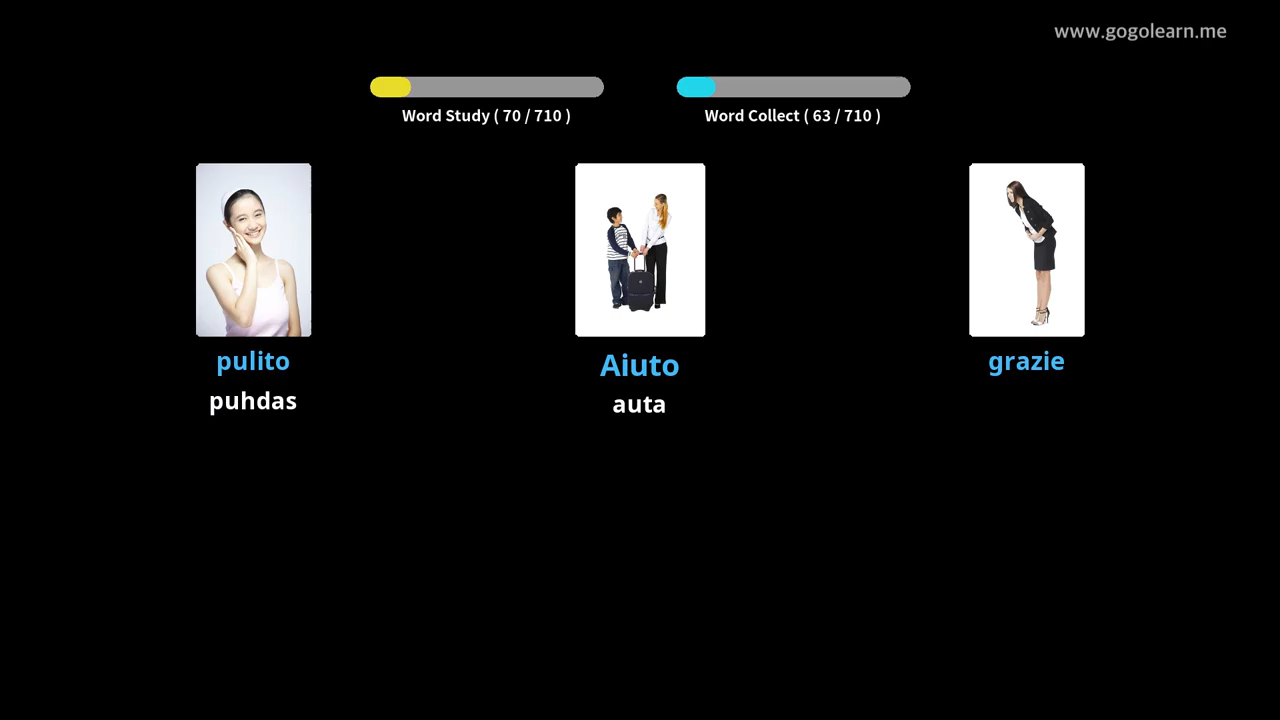 www.gogolearn.me
Word Study ( 70 / 710 )
Word Collect ( 63 / 710 )
pulito
puhdas
Aiuto
auta
grazie